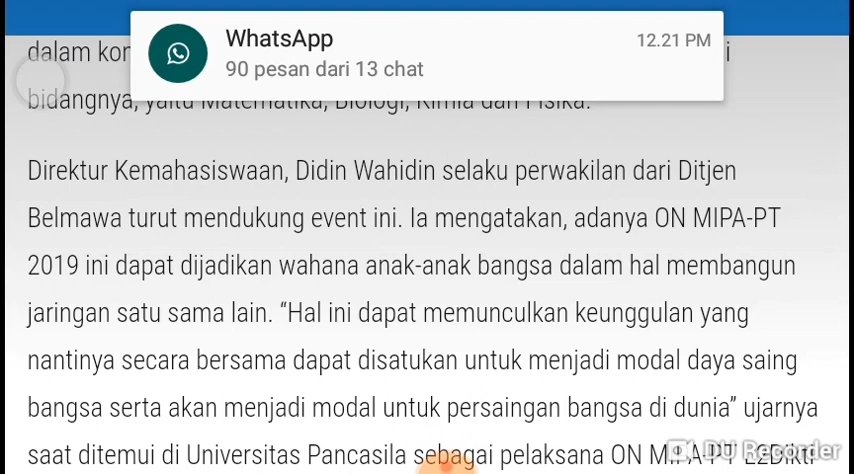 WhatsApp
12.21 PM
90 pesan dari 13 chat
dalam
bidangnya, yaitu Matematika, Biologi, Kimia dan Fisika.
Direktur Kemahasiswaan, Didin Wahidin selaku perwakilan dari Ditjen
Belmawa turut mendukung event ini. Ia mengatakan, adanya ON MIPA-PT
2019 ini dapat dijadikan wahana anak-anak bangsa dalam hal membangun
jaringan satu sama lain. “Hal ini dapat memunculkan keunggulan yang
nantinya secara bersama dapat disatukan untuk menjadi modal daya saing
bangsa serta akan menjadi modal untuk persaingan bangsa di dunia” ujarnya
saat ditemui di Universitas Pancasila sebagai pelaksana ON MIPA-PT LLDikti
DU Recorder